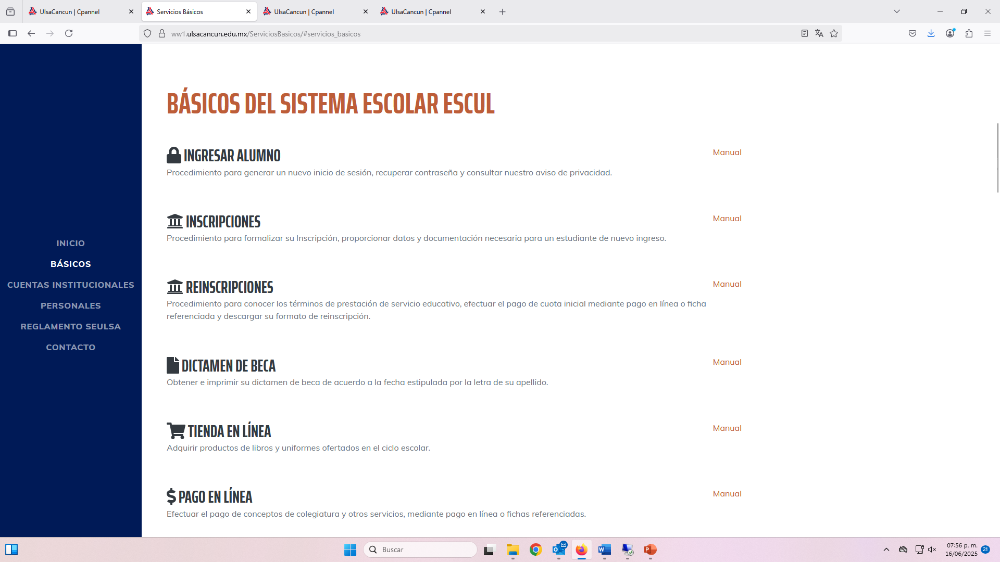 UlsaCancun | Cpannel
Servicios Básicos
UlsaCancun | Cpannel
UlsaCancun | Cpannel
ww1.ulsacancun.edu.mx/ServiciosBasicos/#servicios_basicos
INICIO
BÁSICOS
CUENTAS INSTITUCIONALES
PERSONALES
REGLAMENTO SEULSA
CONTACTO
BÁSICOS DEL SISTEMA ESCOLAR ESCUL
INGRESAR ALUMNO
Manual
Procedimiento para generar un nuevo inicio de sesión, recuperar contraseña y consultar nuestro aviso de privacidad.
INSCRIPCIONES
Manual
Procedimiento para formalizar su Inscripción, proporcionar datos y documentación necesaria para un estudiante de nuevo ingreso.
REINSCRIPCIONES
Manual
Procedimiento para conocer los términos de prestación de servicio educativo, efectuar el pago de cuota inicial mediante pago en línea o ficha
referenciada y descargar su formato de reinscripción.
DICTAMEN DE BECA
Manual
Obtener e imprimir su dictamen de beca de acuerdo a la fecha estipulada por la letra de su apellido.
TIENDA EN LÍNEA
Manual
Adquirir productos de libros y uniformes ofertados en el ciclo escolar.
PAGO EN LÍNEA
Manual
Efectuar el pago de conceptos de colegiatura y otros servicios, mediante pago en línea o fichas referenciadas.
Buscar
07:56 p. m.
16/06/2025
21